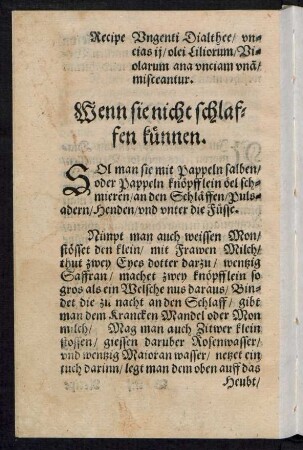 Recipe Vngenti Dialthee/ vn-
cias ij/ olei Liliorum/ Vi-
olarum ana vnciam vnā/
misceantur.
Wenn sie nicht schlaf-
fen künnen.
SOl man sie mit Pappeln salben/
oder Pappeln knöpfflein öel sch-
mieren/ an den Schläffen/ Puls-
adern/ Henden/ vnd vnter die Füsse.
Nimpt man auch weissen Mon
stösset den klein/ mit Frawen Milch/
thut zwey Eyes dotter darzu/ wentzig
Saffran/ machet zwey knöpfflein so
gros als ein Welsche nus daraus/ Bin-
det die zu nacht an den Schlaff/ gibt
man dem Krancken Mandel oder Mon
milch/ Mag man auch Zitwer klein
stossen/ giessen daruber Rosenwasser/
vnd wentzig Maioran wasser/ netzet ein
tuch darinn/ legt man dem oben auff das
Heubt/